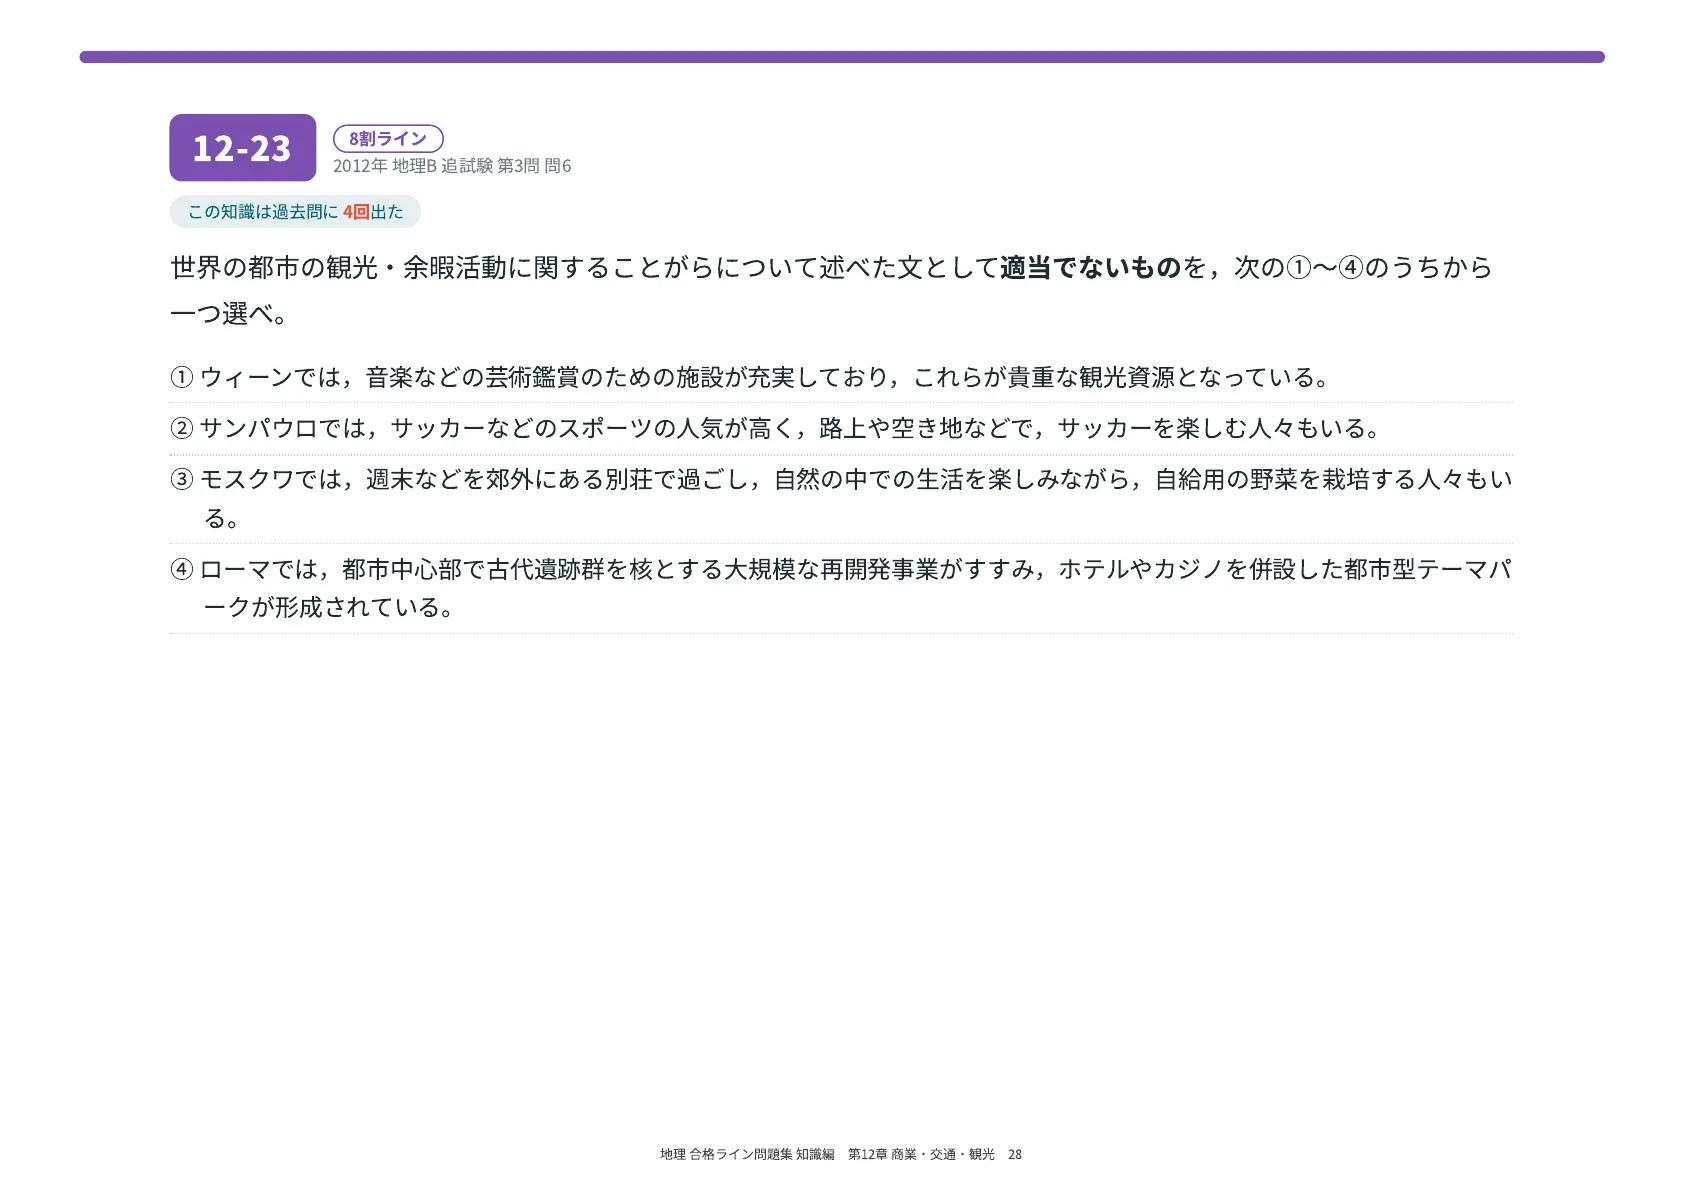 12-23
8割ライン
2012年 地理B 追試験 第3問 問6
この知識は過去問に 4回出た
世界の都市の観光・余暇活動に関することがらについて述べた文として適当でないものを，次の①〜④のうちから
一つ選べ。
① ウィーンでは，音楽などの芸術鑑賞のための施設が充実しており，これらが貴重な観光資源となっている。
② サンパウロでは，サッカーなどのスポーツの人気が高く，路上や空き地などで，サッカーを楽しむ人々もいる。
③ モスクワでは，週末などを郊外にある別荘で過ごし，自然の中での生活を楽しみながら，自給用の野菜を栽培する人々もい
る。
④ ローマでは，都市中心部で古代遺跡群を核とする大規模な再開発事業がすすみ，ホテルやカジノを併設した都市型テーマパ
ークが形成されている。
地理 合格ライン問題集 知識編　第12章 商業・交通・観光　28